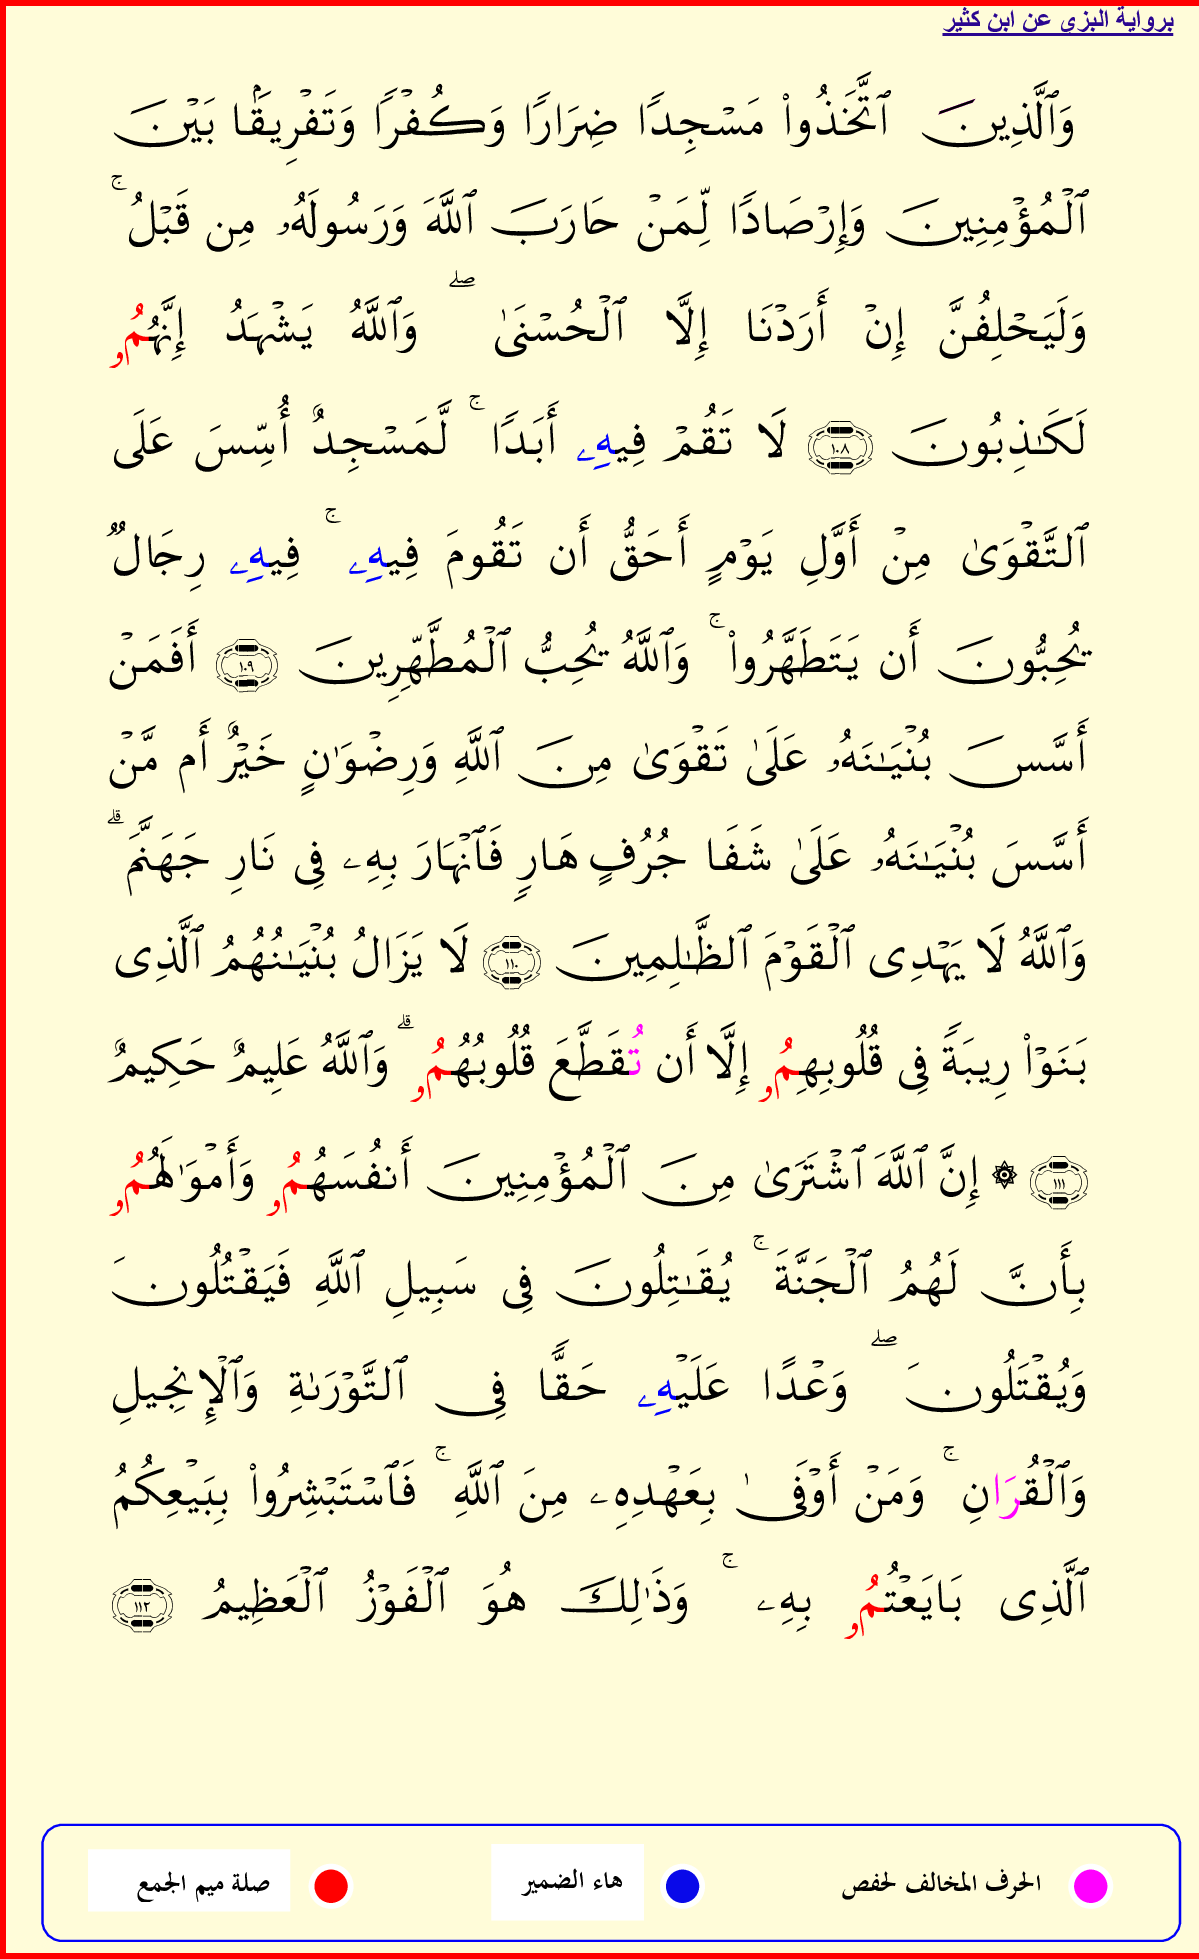 برواية البزى عن ابن كثير
وَٱلَّذِينَ ٱتَّخَذُوا۟ مَسْجِدًا ضِرَارًا وَكُفْرًا وَتَفْرِيقًۢا بَيْنَ
ٱلْمُؤْمِنِينَ وَإِرْصَادًا لِّمَنْ حَارَبَ ٱللَّهَ وَرَسُولَهُۥ مِن قَبْلُ ۚ
وَلَيَحْلِفُنَّ إِنْ أَرَدْنَا إِلَّا ٱلْحُسْنَىٰ ۖ وَٱللَّهُ يَشْهَدُ إِنَّهُمُۥ
لَكَـٰذِبُونَ ١٠٨ لَا تَقُمْ فِيهِۦ أَبَدًا ۚ لَّمَسْجِدٌ أُسِّسَ عَلَى
ٱلتَّقْوَىٰ مِنْ أَوَّلِ يَوْمٍ أَحَقُّ أَن تَقُومَ فِيهِۦ ۚ فِيهِۦ رِجَالٌ
يُحِبُّونَ أَن يَتَطَهَّرُوا۟ ۚ وَٱللَّهُ يُحِبُّ ٱلْمُطَّهِّرِينَ ١٠٩ أَفَمَنْ
أَسَّسَ بُنْيَـٰنَهُۥ عَلَىٰ تَقْوَىٰ مِنَ ٱللَّهِ وَرِضْوَٰنٍ خَيْرٌ أَم مَّنْ
أَسَّسَ بُنْيَـٰنَهُۥ عَلَىٰ شَفَا جُرُفٍ هَارٍ فَٱنْهَارَ بِهِۦ فِى نَارِ جَهَنَّمَ ۗ
وَٱللَّهُ لَا يَهْدِى ٱلْقَوْمَ ٱلظَّـٰلِمِينَ ١١٠ لَا يَزَالُ بُنْيَـٰنُهُمُ ٱلَّذِى
بَنَوْا۟ رِيبَةً فِى قُلُوبِهِمُۥ إِلَّا أَن تُقَطَّعَ قُلُوبُهُمُۥ ۗ وَٱللَّهُ عَلِيمٌ حَكِيمٌ
١١١ ۞ إِنَّ ٱللَّهَ ٱشْتَرَىٰ مِنَ ٱلْمُؤْمِنِينَ أَنفُسَهُمُۥ وَأَمْوَٰلَهُمُۥ
بِأَنَّ لَهُمُ ٱلْجَنَّةَ ۚ يُقَـٰتِلُونَ فِى سَبِيلِ ٱللَّهِ فَيَقْتُلُونَ
وَيُقْتَلُونَ ۖ وَعْدًا عَلَيْهِۦ حَقًّا فِى ٱلتَّوْرَىٰةِ وَٱلْإِنجِيلِ
وَٱلْقُرَانِ ۚ وَمَنْ أَوْفَىٰ بِعَهْدِهِۦ مِنَ ٱللَّهِ ۚ فَٱسْتَبْشِرُوا۟ بِبَيْعِكُمُ
ٱلَّذِى بَايَعْتُمُۥ بِهِۦ ۚ وَذَٰلِكَ هُوَ ٱلْفَوْزُ ٱلْعَظِيمُ ١١٢
الحرف المخالف لحفص هاء الضمير صلة ميم الجمع